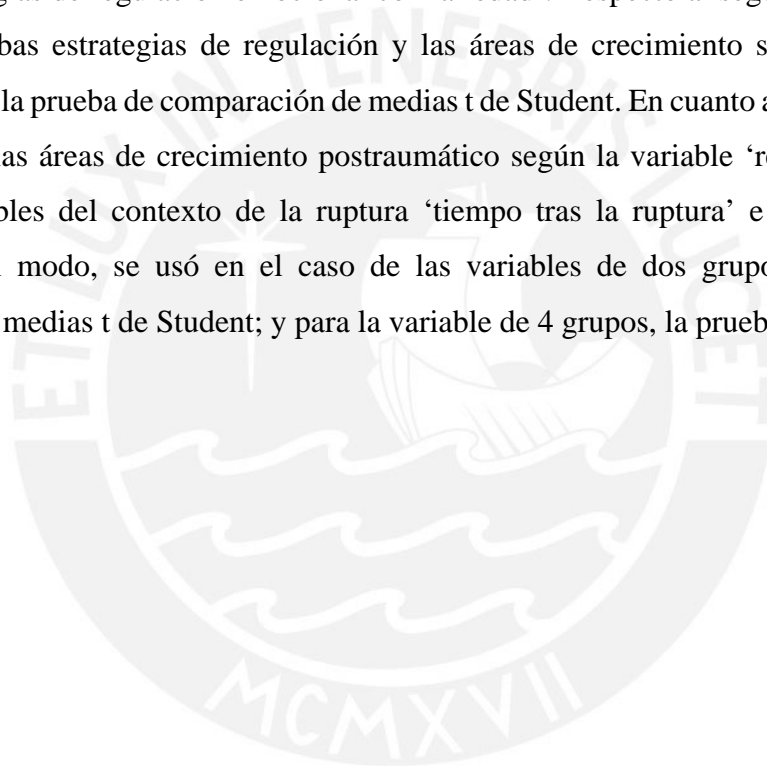 bas estrategias de regulación y las áreas de crecimiento s
la prueba de comparación de medias t de Student. En cuanto a
las áreas de crecimiento postraumático según la variable ‘r
bles del contexto de la ruptura ‘tiempo tras la ruptura’ e
modo, se usó en el caso de las variables de dos grup
medias t de Student; y para la variable de 4 grupos, la prueb
ET LUX IN TENEBRIS LUCET
MCMXVII